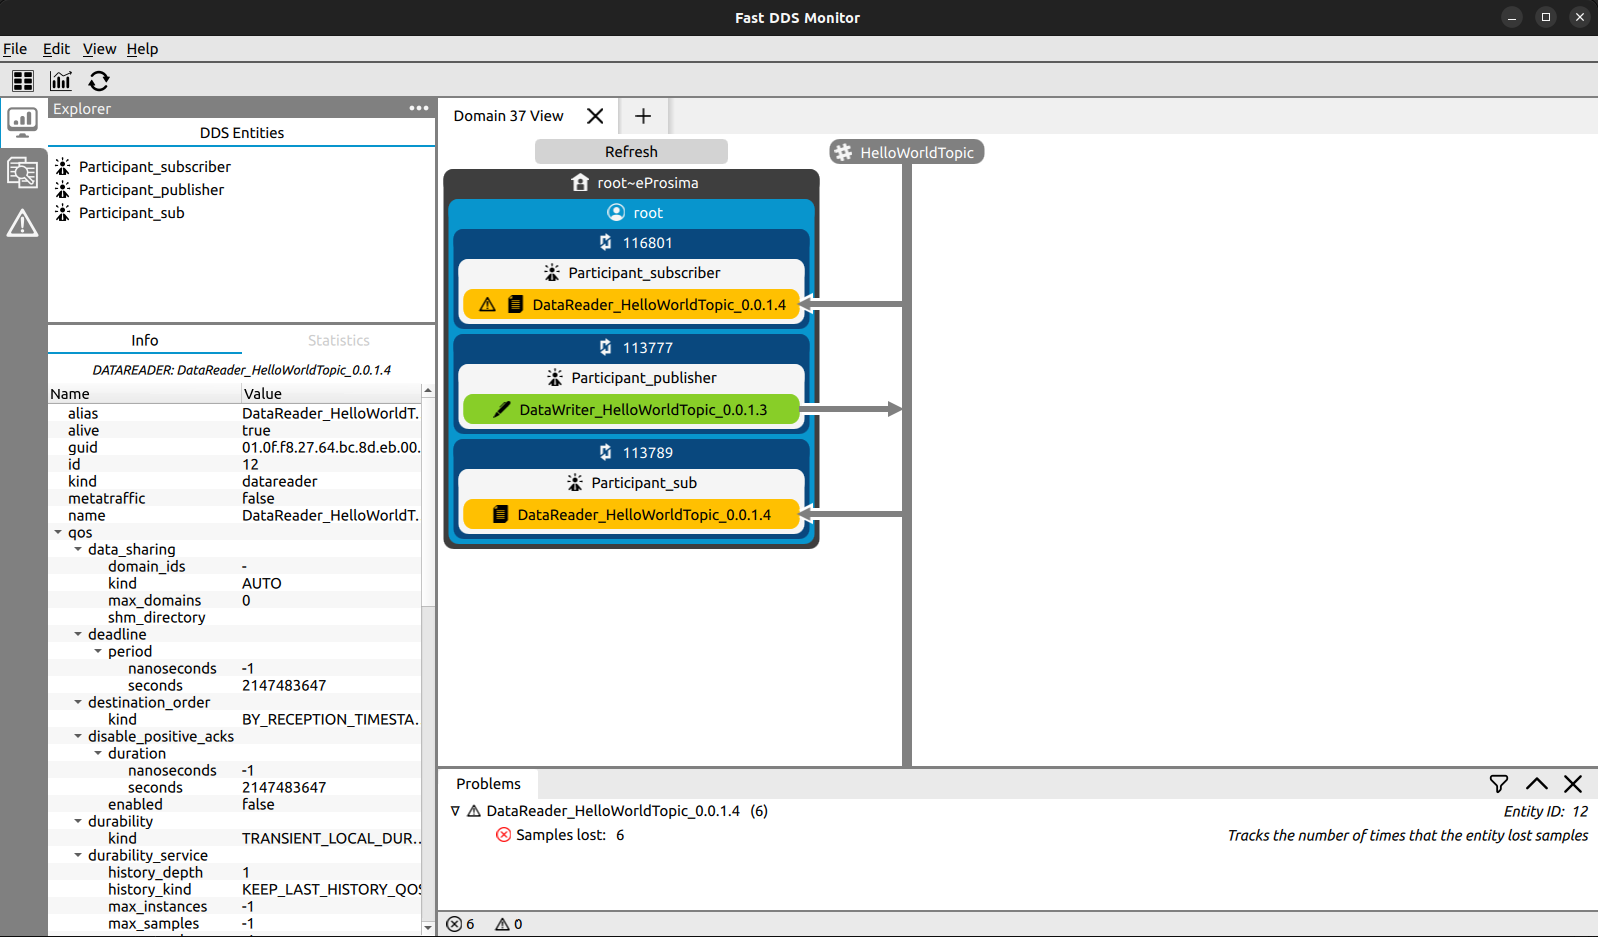 Fast DDS Monitor
File Edit View Help
Explorer
DDS Entities
Participant_subscriber
Participant_publisher
Participant_sub
Info Statistics
DATAREADER: DataReader_HelloWorldTopic_0.0.1.4
Name Value
alias DataReader_HelloWorldT...
alive true
guid 01.0f.f8.27.64.bc.8d.eb.00...
id 12
kind datareader
metatraffic false
name DataReader_HelloWorldT...
qos
data_sharing
domain_ids -
kind AUTO
max_domains 0
shm_directory
deadline
period
nanoseconds -1
seconds 2147483647
destination_order
kind BY_RECEPTION_TIMESTA...
disable_positive_acks
duration
nanoseconds -1
seconds 2147483647
enabled false
durability
kind TRANSIENT_LOCAL_DUR...
durability_service
history_depth 1
history_kind KEEP_LAST_HISTORY_QOS
max_instances -1
max_samples -1
Domain 37 View
Refresh
HelloWorldTopic
root~eProsima
root
116801
Participant_subscriber
DataReader_HelloWorldTopic_0.0.1.4
113777
Participant_publisher
DataWriter_HelloWorldTopic_0.0.1.3
113789
Participant_sub
DataReader_HelloWorldTopic_0.0.1.4
Problems
DataReader_HelloWorldTopic_0.0.1.4 (6) Entity ID: 12
Samples lost: 6 Tracks the number of times that the entity lost samples
6 0